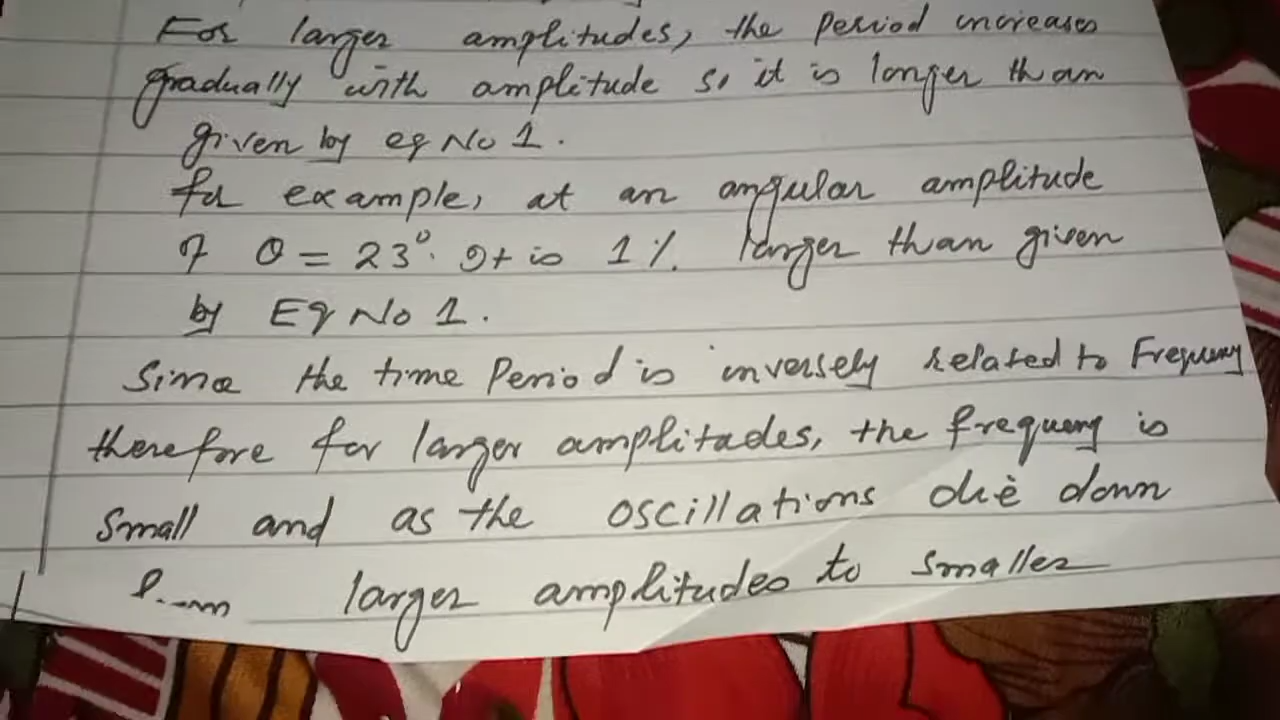 For larger amplitudes, the period increases
gradually with amplitude so it is longer than
given by eq No 1.
for example, at an angular amplitude
of θ = 23°. It is 1% larger than given
by Eq No 1.
Since the time Period is inversely related to Frequency
therefore for larger amplitudes, the frequency is
small and as the oscillations die down
from larger amplitudes to smaller